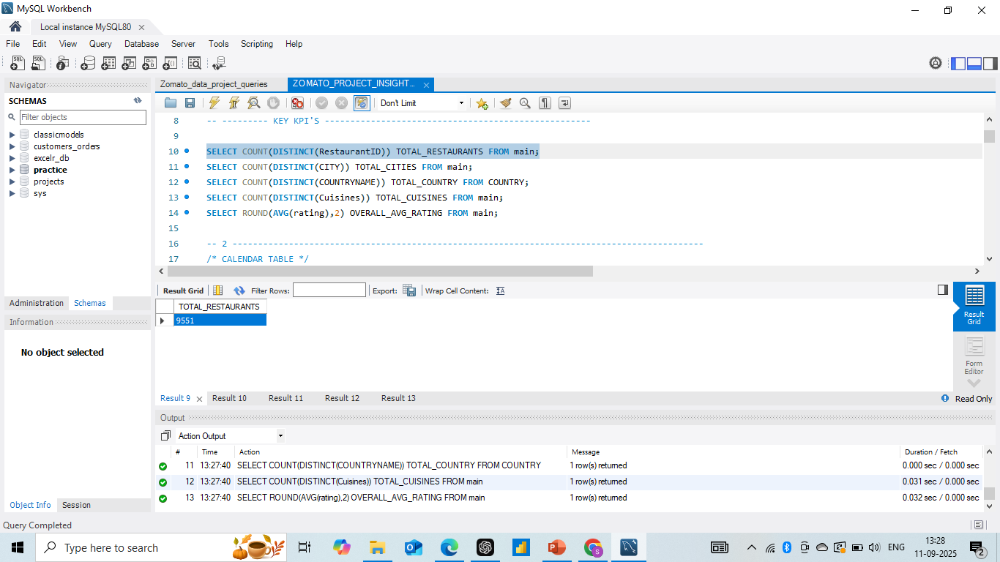 MySQL Workbench
Local instance MySQL80
File Edit View Query Database Server Tools Scripting Help
Navigator
SCHEMAS
Filter objects
classicmodels
customers_orders
excelr_db
practice
projects
sys
Administration Schemas
Information
No object selected
Object Info Session
Zomato_data_project_queries ZOMATO_PROJECT_INSIGHT...
Don't Limit
8 -- --------- KEY KPI'S ----------------------------------------------------
9
10 SELECT COUNT(DISTINCT(RestaurantID)) TOTAL_RESTAURANTS FROM main;
11 SELECT COUNT(DISTINCT(CITY)) TOTAL_CITIES FROM main;
12 SELECT COUNT(DISTINCT(COUNTRYNAME)) TOTAL_COUNTRY FROM COUNTRY;
13 SELECT COUNT(DISTINCT(Cuisines)) TOTAL_CUISINES FROM main;
14 SELECT ROUND(AVG(rating),2) OVERALL_AVG_RATING FROM main;
15
16 -- 2 --------------------------------------------------------------------------------------------
17 /* CALENDAR TABLE */
Result Grid Filter Rows: Export: Wrap Cell Content:
TOTAL_RESTAURANTS
9551
Result Grid
Form Editor
Result 9 Result 10 Result 11 Result 12 Result 13
Read Only
Output
Action Output
# Time Action Message Duration / Fetch
11 13:27:40 SELECT COUNT(DISTINCT(COUNTRYNAME)) TOTAL_COUNTRY FROM COUNTRY 1 row(s) returned 0.000 sec / 0.000 sec
12 13:27:40 SELECT COUNT(DISTINCT(Cuisines)) TOTAL_CUISINES FROM main 1 row(s) returned 0.031 sec / 0.000 sec
13 13:27:40 SELECT ROUND(AVG(rating),2) OVERALL_AVG_RATING FROM main 1 row(s) returned 0.032 sec / 0.000 sec
Query Completed
Type here to search
ENG
13:28
11-09-2025
2